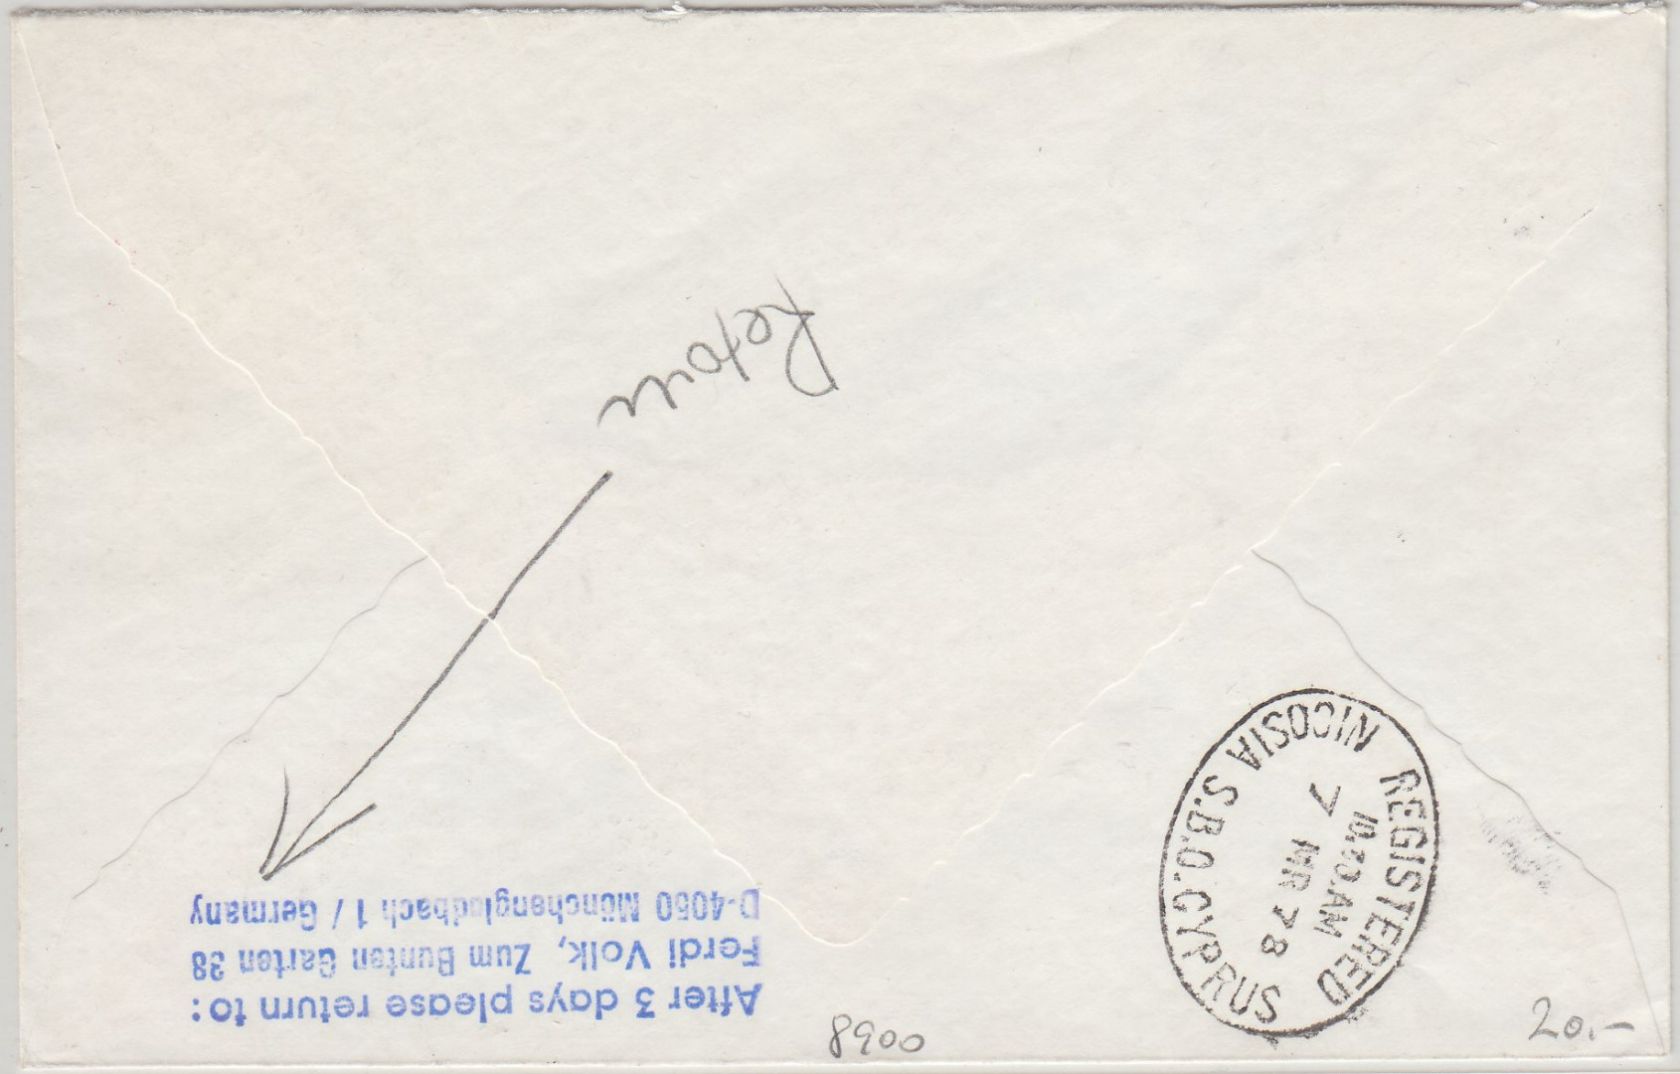 Retour
After 3 days please return to:
Ferdi Volk, Zum Bunten Garten 38
D-4050 Mönchengladbach 1 / Germany
REGISTERED
10.30.AM
7 MR 78
NICOSIA S.B.O. CYPRUS
8900
20.-